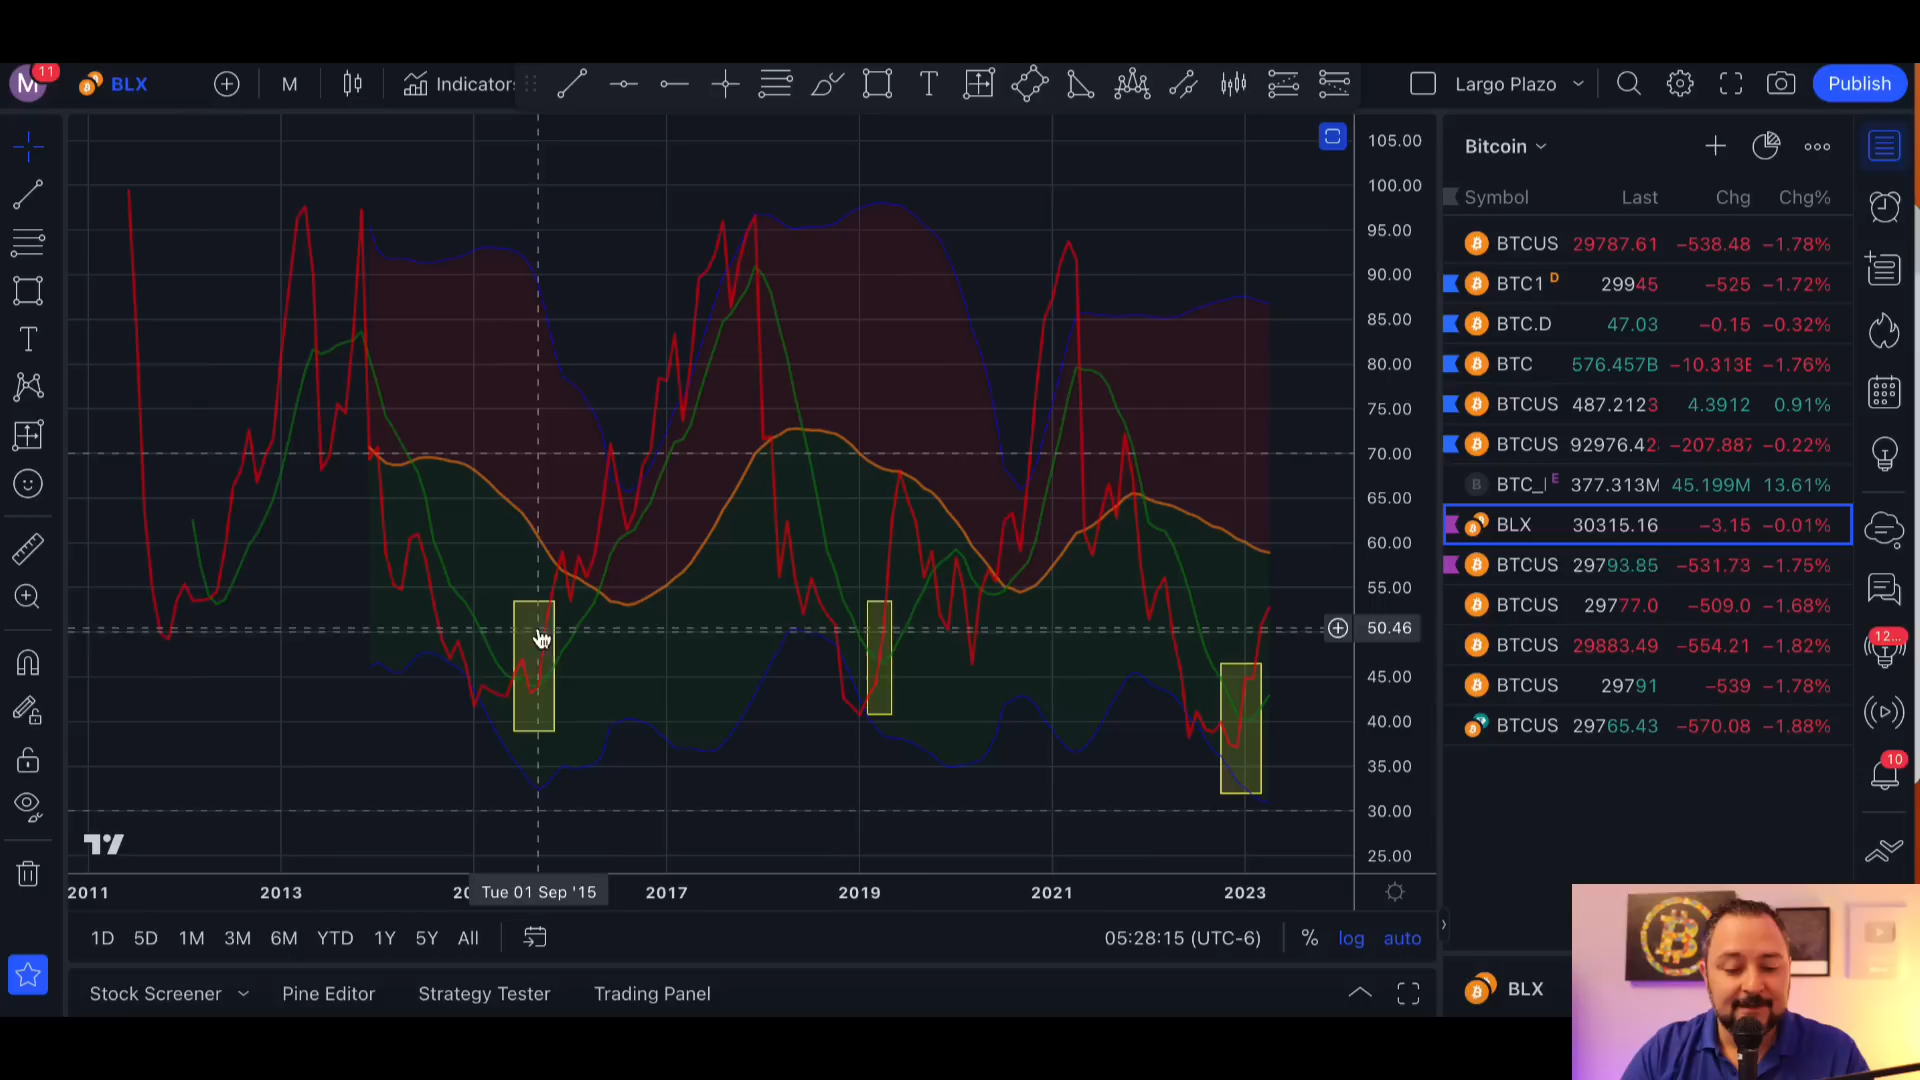 M 11 BLX M Indicators T Largo Plazo Publish
Bitcoin
Symbol Last Chg Chg%
BTCUS 29787.61 −538.48 −1.78%
BTC1 D 29945 −525 −1.72%
BTC.D 47.03 −0.15 −0.32%
BTC 576.457B −10.313E −1.76%
BTCUS 487.2123 4.3912 0.91%
BTCUS 92976.42 −207.887 −0.22%
B BTC_I E 377.313M 45.199M 13.61%
BLX 30315.16 −3.15 −0.01%
BTCUS 29793.85 −531.73 −1.75%
BTCUS 29777.0 −509.0 −1.68%
BTCUS 29883.49 −554.21 −1.82%
BTCUS 29791 −539 −1.78%
BTCUS 29765.43 −570.08 −1.88%
12...
10
105.00
100.00
95.00
90.00
85.00
80.00
75.00
70.00
65.00
60.00
55.00
50.46
45.00
40.00
35.00
30.00
25.00
2011 2013 20 Tue 01 Sep '15 2017 2019 2021 2023
1D 5D 1M 3M 6M YTD 1Y 5Y All 05:28:15 (UTC-6) % log auto
Stock Screener Pine Editor Strategy Tester Trading Panel
BLX